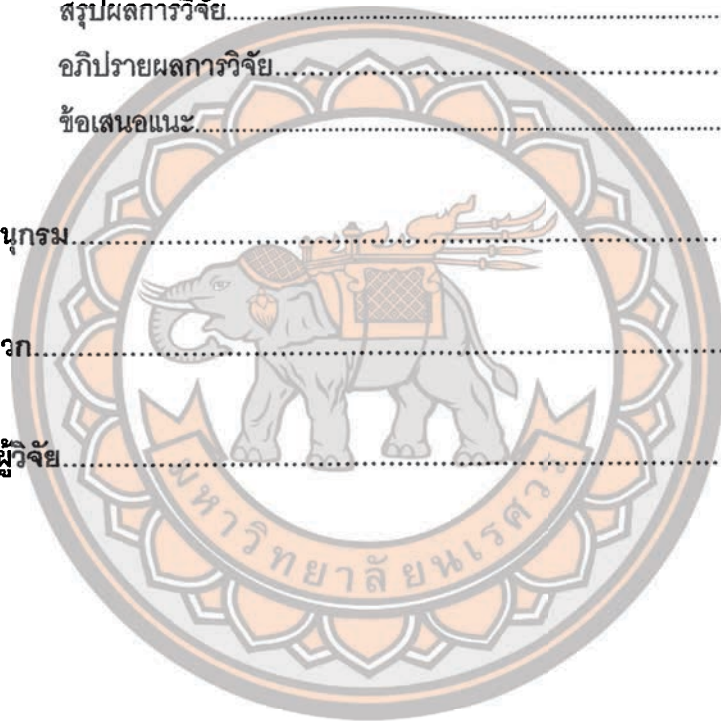 สรุปผลการวิจัย
อภิปรายผลการวิจัย
ข้อเสนอแนะ
นุกรม
วก
ผู้วิจัย
มหาวิทยาลัยนเรศวร